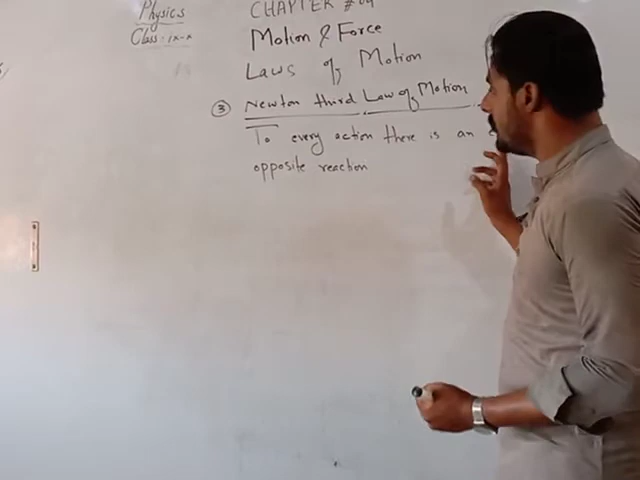 Physics
Class: ix-x
CHAPTER # 04
Motion & Force
Laws of Motion
③ Newton third Law of Motion
To every action there is an
opposite reaction